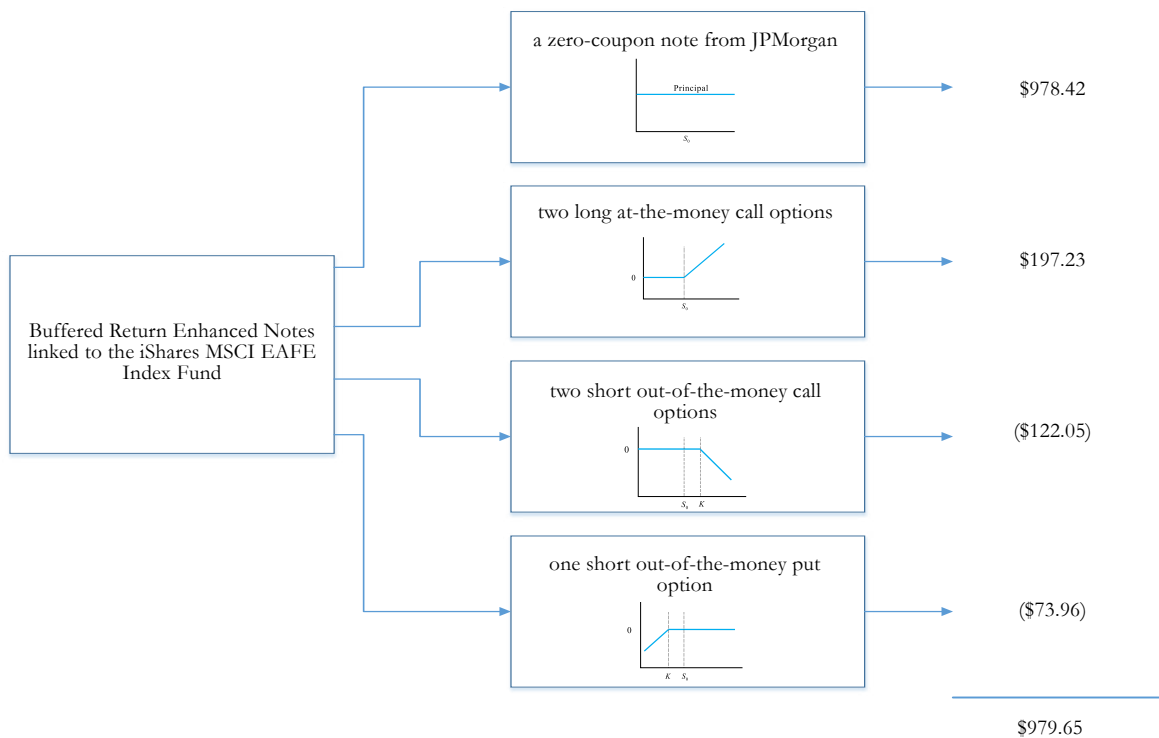 a zero-coupon note from JPMorgan
Principal
S0
$978.42
two long at-the-money call options
0
S0
$197.23
Buffered Return Enhanced Notes
linked to the iShares MSCI EAFE
Index Fund
two short out-of-the-money call
options
0
S0 K
($122.05)
one short out-of-the-money put
option
0
K S0
($73.96)
$979.65